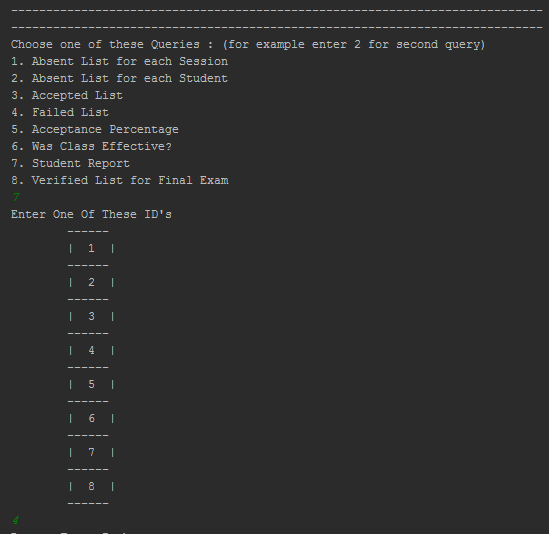 --------------------------------------------------------------------------------
--------------------------------------------------------------------------------
Choose one of these Queries : (for example enter 2 for second query)
1. Absent List for each Session
2. Absent List for each Student
3. Accepted List
4. Failed List
5. Acceptance Percentage
6. Was Class Effective?
7. Student Report
8. Verified List for Final Exam
7
Enter One Of These ID's
------
| 1 |
------
| 2 |
------
| 3 |
------
| 4 |
------
| 5 |
------
| 6 |
------
| 7 |
------
| 8 |
------
4